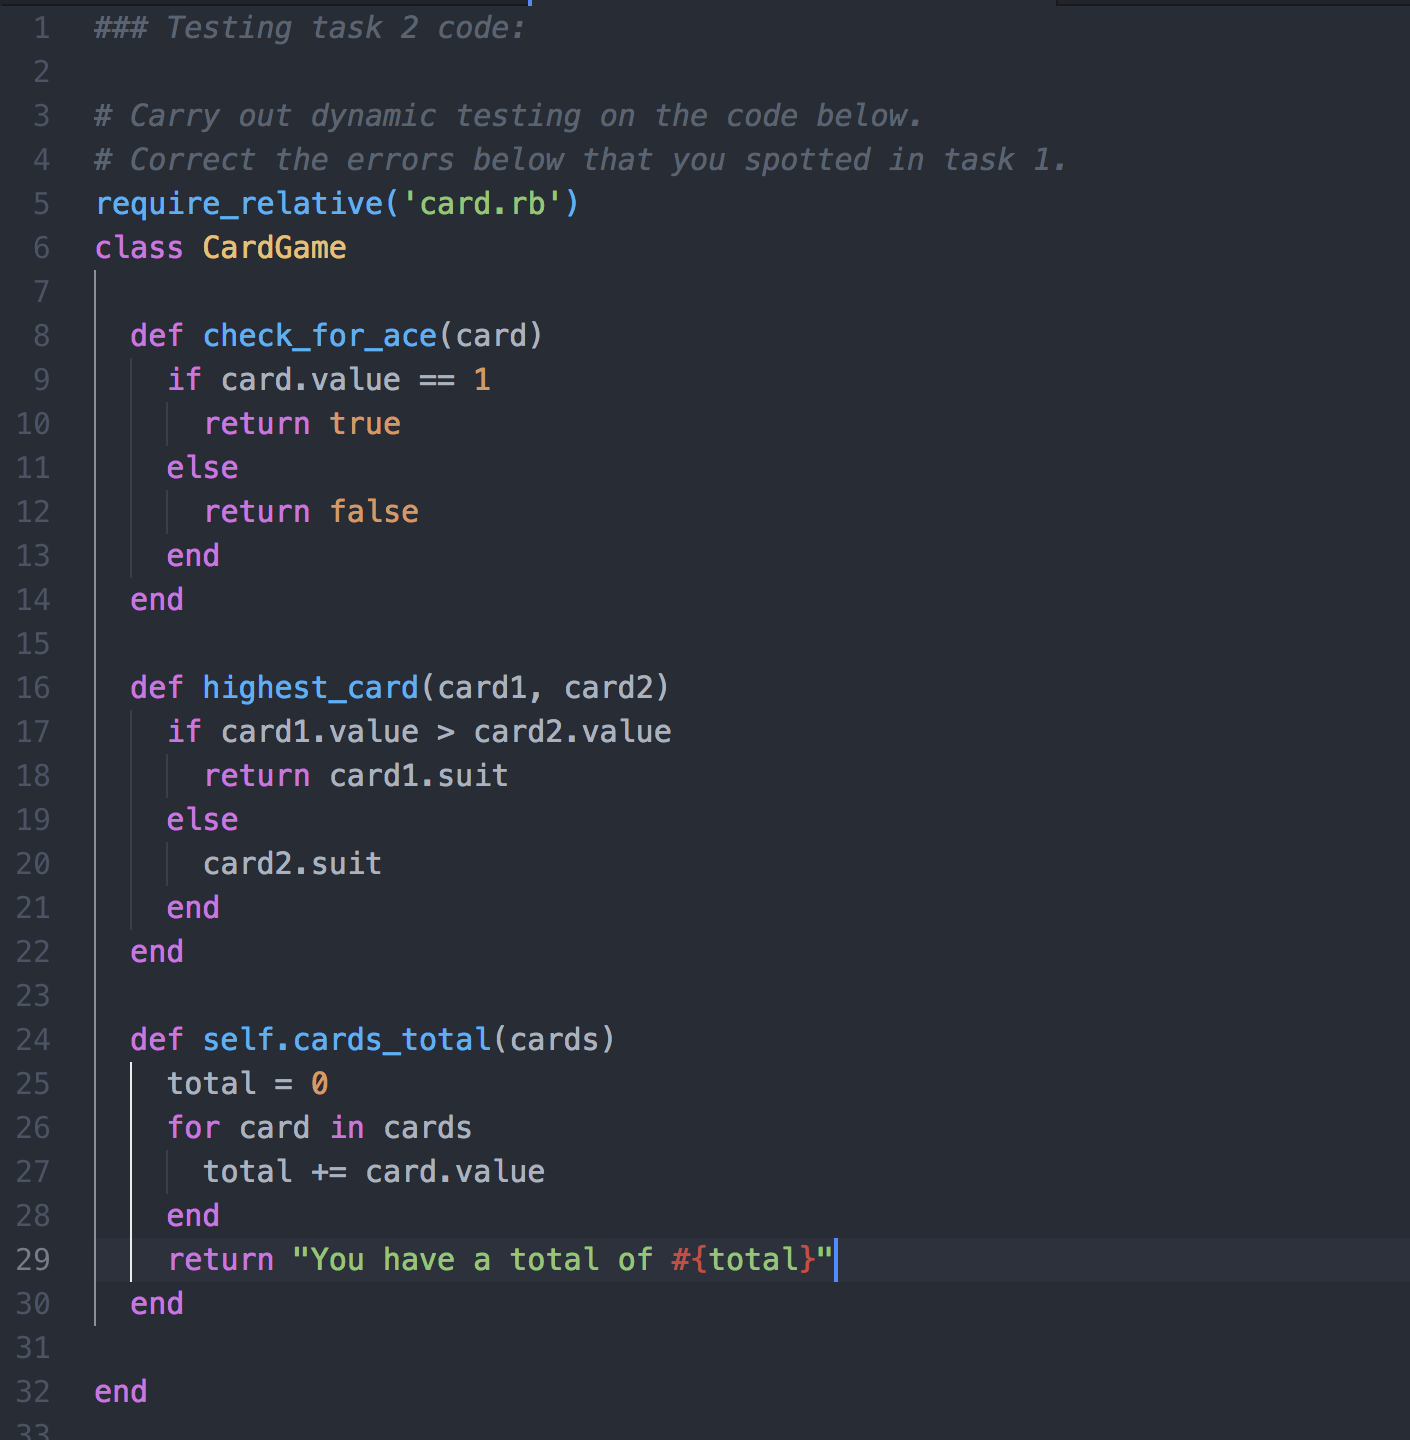 1 ### Testing task 2 code:
2
3 # Carry out dynamic testing on the code below.
4 # Correct the errors below that you spotted in task 1.
5 require_relative('card.rb')
6 class CardGame
7
8 def check_for_ace(card)
9 if card.value == 1
10 return true
11 else
12 return false
13 end
14 end
15
16 def highest_card(card1, card2)
17 if card1.value > card2.value
18 return card1.suit
19 else
20 card2.suit
21 end
22 end
23
24 def self.cards_total(cards)
25 total = 0
26 for card in cards
27 total += card.value
28 end
29 return "You have a total of #{total}"
30 end
31
32 end
33